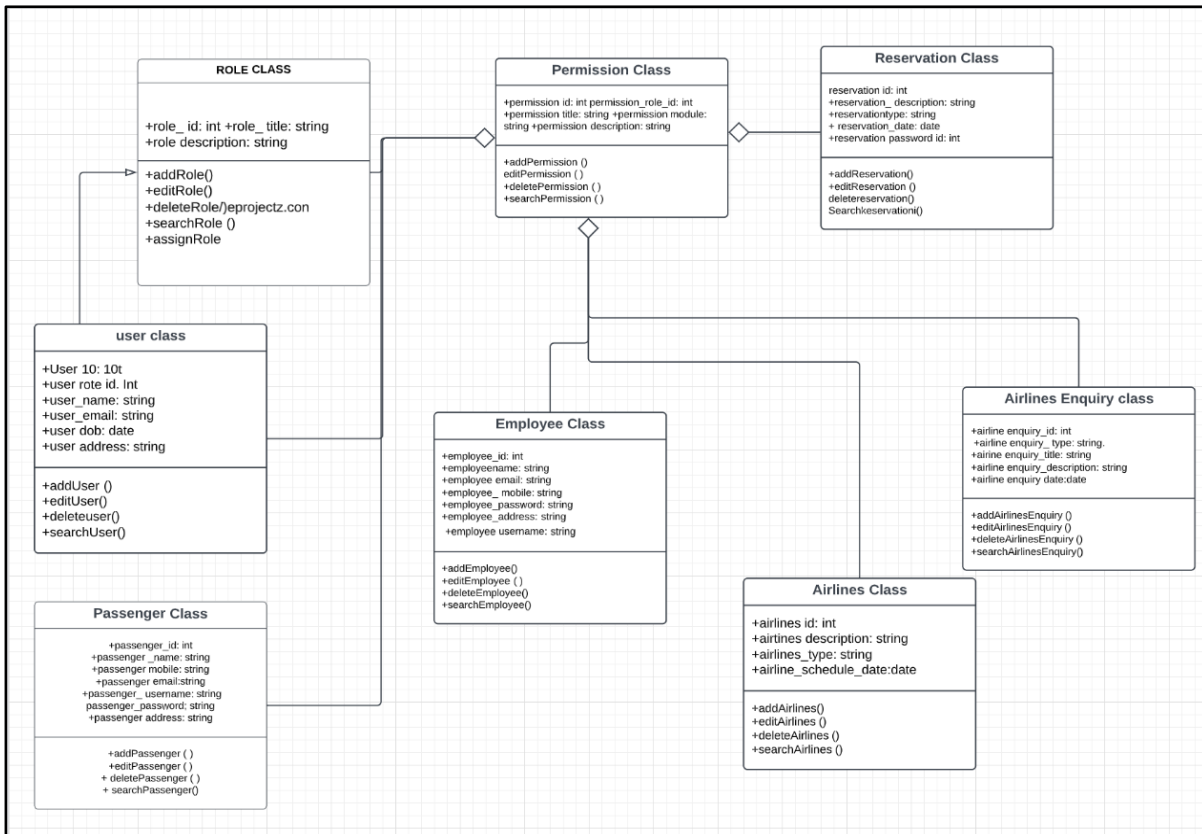 ROLE CLASS
+role_ id: int +role_ title: string
+role description: string
+addRole()
+editRole()
+deleteRole/)eprojectz.con
+searchRole ()
+assignRole
Permission Class
+permission id: int permission_role_id: int
+permission title: string +permission module:
string +permission description: string
+addPermission ()
editPermission ( )
+deletePermission ( )
+searchPermission ( )
Reservation Class
reservation id: int
+reservation_ description: string
+reservationtype: string
+ reservation_date: date
+reservation password id: int
+addReservation()
+editReservation ()
deletereservation()
Searchkeservationi()
user class
+User 10: 10t
+user rote id. Int
+user_name: string
+user_email: string
+user dob: date
+user address: string
+addUser ()
+editUser()
+deleteuser()
+searchUser()
Employee Class
+employee_id: int
+employeename: string
+employee email: string
+employee_ mobile: string
+employee_password: string
+employee_address: string
+employee username: string
+addEmployee()
+editEmployee ( )
+deleteEmployee()
+searchEmployee()
Airlines Enquiry class
+airline enquiry_id: int
+airline enquiry_ type: string.
+airine enquiry_title: string
+airline enquiry_description: string
+airline enquiry date:date
+addAirlinesEnquiry ()
+editAirlinesEnquiry ( )
+deleteAirlinesEnquiry ()
+searchAirlinesEnquiry()
Passenger Class
+passenger_id: int
+passenger _name: string
+passenger mobile: string
+passenger email:string
+passenger_ username: string
passenger_password: string
+passenger address: string
+addPassenger ( )
+editPassenger ( )
+ deletePassenger ( )
+ searchPassenger()
Airlines Class
+airlines id: int
+airtines description: string
+airlines_type: string
+airline_schedule_date:date
+addAirlines()
+editAirlines ()
+deleteAirlines ()
+searchAirlines ()